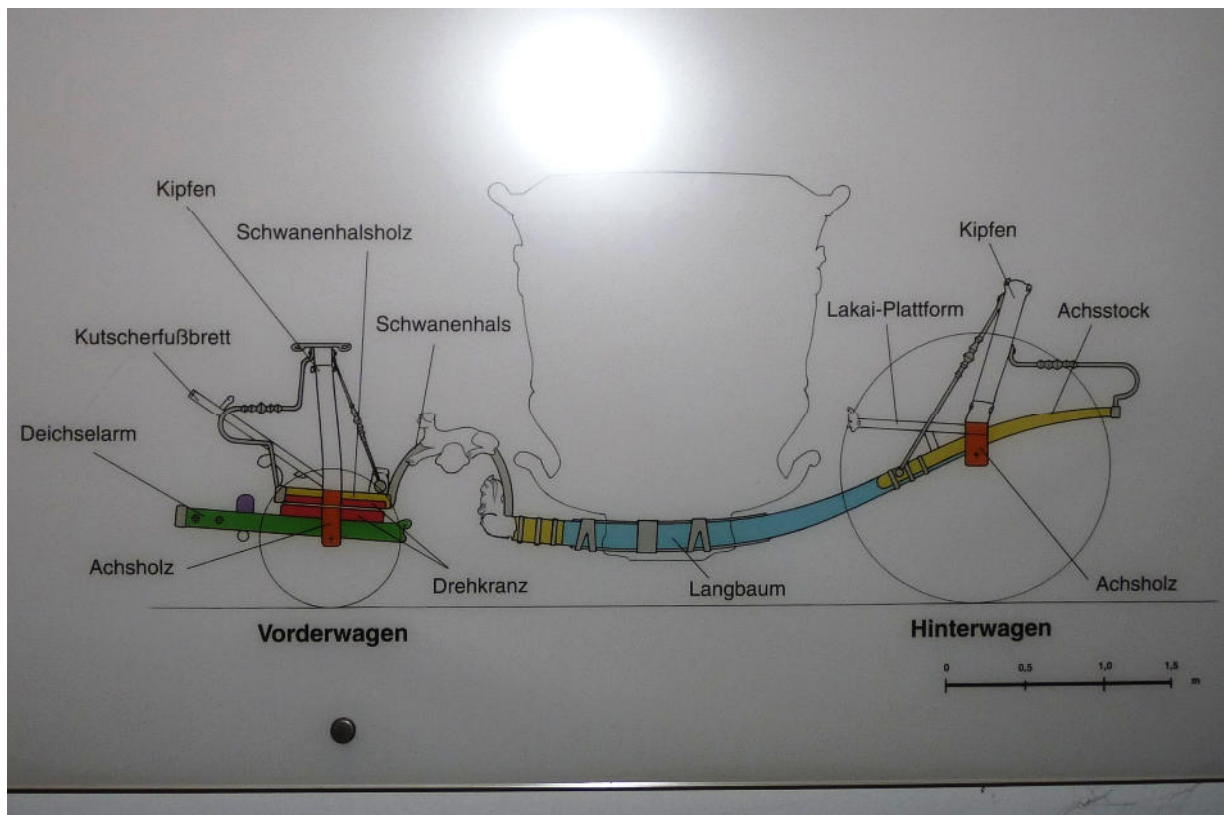 Kipfen
Schwanenhalsholz
Kipfen
Schwanenhals
Lakai-Plattform
Achsstock
Kutscherfußbrett
Deichselarm
Achsholz
Drehkranz
Langbaum
Achsholz
Vorderwagen
Hinterwagen
0 0,5 1,0 1,5
m